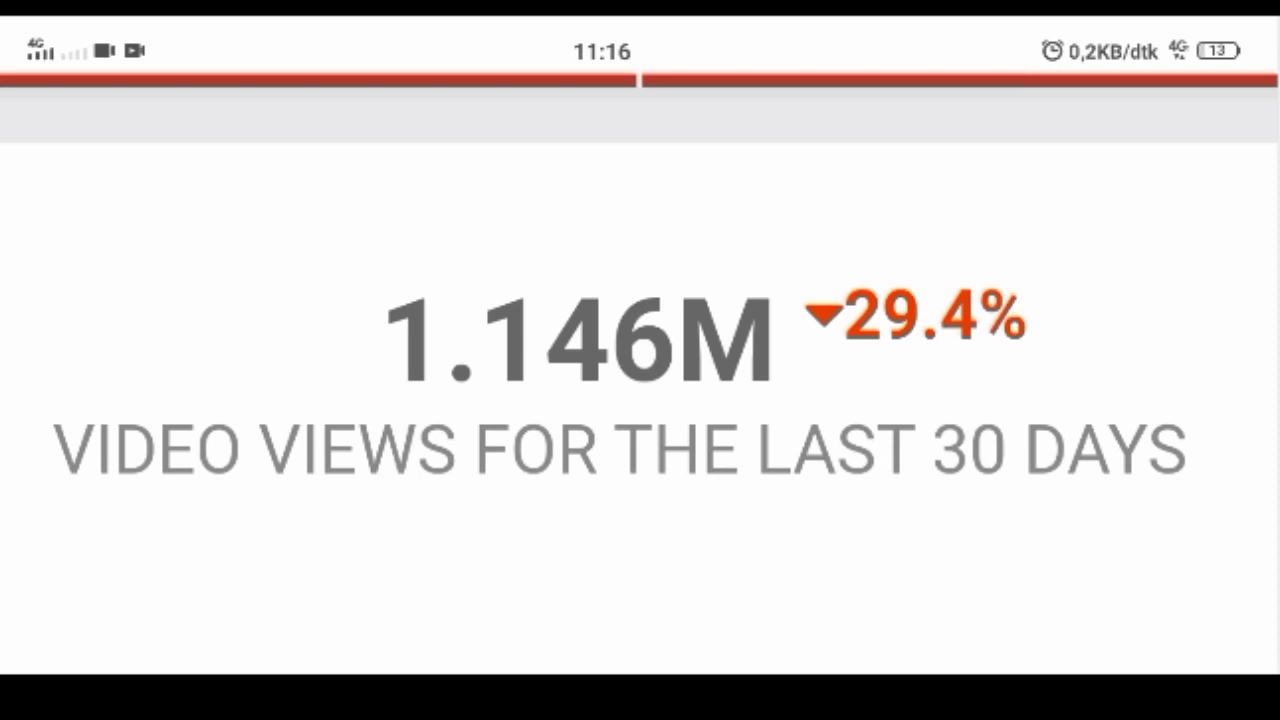 4G 11:16 0,2KB/dtk 4G 13
1.146M 29.4%
VIDEO VIEWS FOR THE LAST 30 DAYS